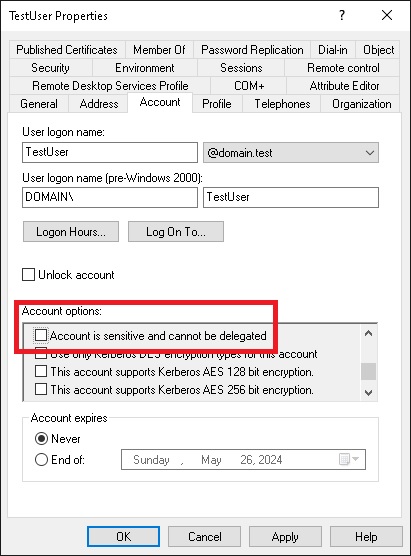 TestUser Properties
?
Published Certificates Member Of Password Replication Dial-in Object
Security Environment Sessions Remote control
Remote Desktop Services Profile COM+ Attribute Editor
General Address Account Profile Telephones Organization
User logon name:
TestUser @domain.test
User logon name (pre-Windows 2000):
DOMAIN\ TestUser
Logon Hours... Log On To...
Unlock account
Account options:
Account is sensitive and cannot be delegated
Use only Kerberos DES encryption types for this account
This account supports Kerberos AES 128 bit encryption.
This account supports Kerberos AES 256 bit encryption.
Account expires
Never
End of: Sunday , May 26, 2024
OK Cancel Apply Help